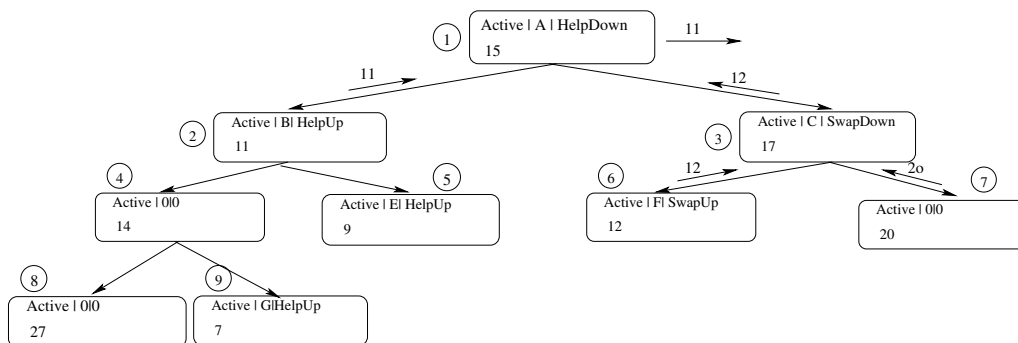 1
Active | A | HelpDown
15
11
11
12
2
Active | B| HelpUp
11
3
Active | C | SwapDown
17
4
Active | 0|0
14
5
Active | E| HelpUp
9
12
6
Active | F| SwapUp
12
2o
7
Active | 0|0
20
8
Active | 0|0
27
9
Active | G|HelpUp
7